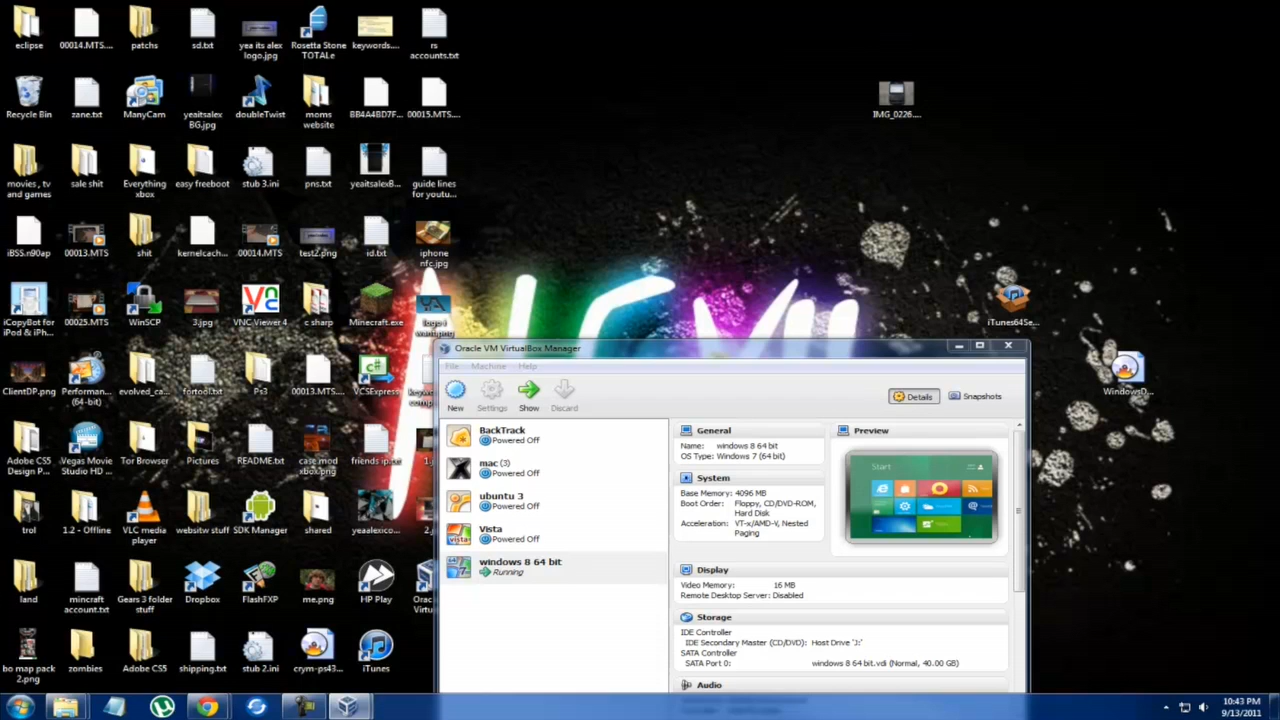 eclipse
00014.MTS....
patchs
sd.txt
yea its alex
logo.jpg
Rosetta Stone
TOTALe
keywords....
rs
accounts.txt
Recycle Bin
zane.txt
ManyCam
yeaitsalex
BG.jpg
doubleTwist
moms
website
BB4A4BD7F...
00015.MTS....
IMG_0226....
movies , tv
and games
sale shit
Everything
xbox
easy freeboot
stub 3.ini
pns.txt
yeaitsalexB...
guide lines
for youtu...
iBSS.n90ap
00013.MTS
shit
kernelcach...
00014.MTS
test2.png
id.txt
iphone
nfc.jpg
iCopyBot for
iPod & iPh...
00025.MTS
WinSCP
3.jpg
VNC Viewer 4
c sharp
Minecraft.exe
logo i
want.png
iTunes64Se...
ClientDP.png
Performan...
(64-bit)
evolved_ca...
fortool.txt
Ps3
00013.MTS....
VCSExpress
WindowsD...
Adobe CS5
Design P...
Vegas Movie
Studio HD ...
Tor Browser
Pictures
README.txt
case mod
xbox.png
friends ip.txt
trol
1.2 - Offline
VLC media
player
websitw stuff
SDK Manager
shared
yeaalexico...
land
mincraft
account.txt
Gears 3 folder
stuff
Dropbox
FlashFXP
me.png
HP Play
bo map pack
2.png
zombies
Adobe CS5
shipping.txt
stub 2.ini
crym-ps43...
iTunes
Oracle VM VirtualBox Manager
File Machine Help
New Settings Show Discard
Details Snapshots
BackTrack
Powered Off
mac (3)
Powered Off
ubuntu 3
Powered Off
Vista
Powered Off
windows 8 64 bit
Running
General
Name: windows 8 64 bit
OS Type: Windows 7 (64 bit)
System
Base Memory: 4096 MB
Boot Order: Floppy, CD/DVD-ROM,
Hard Disk
Acceleration: VT-x/AMD-V, Nested
Paging
Preview
Start
Display
Video Memory: 16 MB
Remote Desktop Server: Disabled
Storage
IDE Controller
IDE Secondary Master (CD/DVD): Host Drive 'J:'
SATA Controller
SATA Port 0: windows 8 64 bit.vdi (Normal, 40.00 GB)
Audio
10:43 PM
9/13/2011